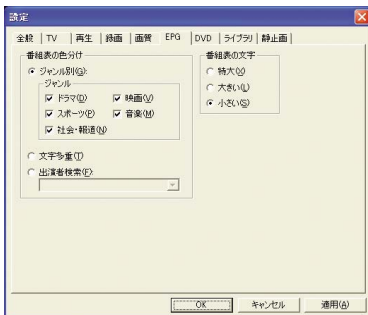 設定
全般 TV 再生 録画 画質 EPG DVD ライブラリ 静止画
番組表の色分け
ジャンル別(G):
ジャンル
ドラマ(D) 映画(V)
スポーツ(P) 音楽(M)
社会・報道(N)
文字多重(T)
出演者検索(F):
番組表の文字
特大(X)
大きい(L)
小さい(S)
OK キャンセル 適用(A)